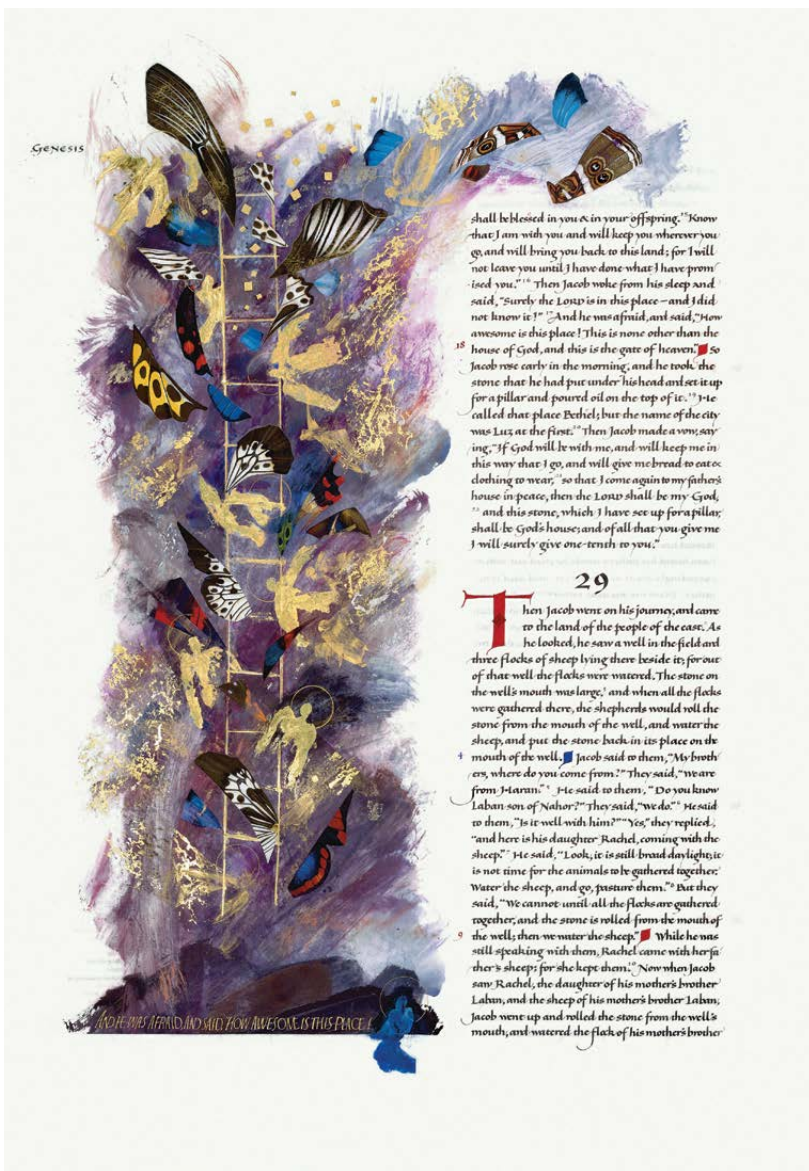 GENESIS
shall be blessed in you & in your offspring. 15 Know
that I am with you and will keep you wherever you
go, and will bring you back to this land; for I will
not leave you until I have done what I have prom
ised you." 16 Then Jacob woke from his sleep and
said, "Surely the LORD is in this place – and I did
not know it!" 17 And he was afraid, and said, "How
awesome is this place! This is none other than the
18 house of God, and this is the gate of heaven." So
Jacob rose early in the morning, and he took the
stone that he had put under his head and set it up
for a pillar and poured oil on the top of it. 19 He
called that place Bethel; but the name of the city
was Luz at the first. 20 Then Jacob made a vow, say
ing, "If God will be with me, and will keep me in
this way that I go, and will give me bread to eat &
clothing to wear, 21 so that I come again to my father's
house in peace, then the LORD shall be my God,
22 and this stone, which I have set up for a pillar,
shall be God's house; and of all that you give me
I will surely give one-tenth to you."
29
Then Jacob went on his journey, and came
to the land of the people of the east. 2 As
he looked, he saw a well in the field and
three flocks of sheep lying there beside it; for out
of that well the flocks were watered. The stone on
the well's mouth was large, 3 and when all the flocks
were gathered there, the shepherds would roll the
stone from the mouth of the well, and water the
sheep, and put the stone back in its place on the
4 mouth of the well. Jacob said to them, "My broth
ers, where do you come from?" They said, "We are
from Haran." 5 He said to them, "Do you know
Laban son of Nahor?" They said, "We do." 6 He said
to them, "Is it well with him?" "Yes," they replied,
"and here is his daughter Rachel, coming with the
sheep." 7 He said, "Look, it is still broad daylight; it
is not time for the animals to be gathered together.
Water the sheep, and go, pasture them." 8 But they
said, "We cannot until all the flocks are gathered
together, and the stone is rolled from the mouth of
9 the well; then we water the sheep." While he was
still speaking with them, Rachel came with her fa
ther's sheep; for she kept them. 10 Now when Jacob
saw Rachel, the daughter of his mother's brother
Laban, and the sheep of his mother's brother Laban,
Jacob went up and rolled the stone from the well's
mouth, and watered the flock of his mother's brother
AND HE WAS AFRAID AND SAID, HOW AWESOME IS THIS PLACE!